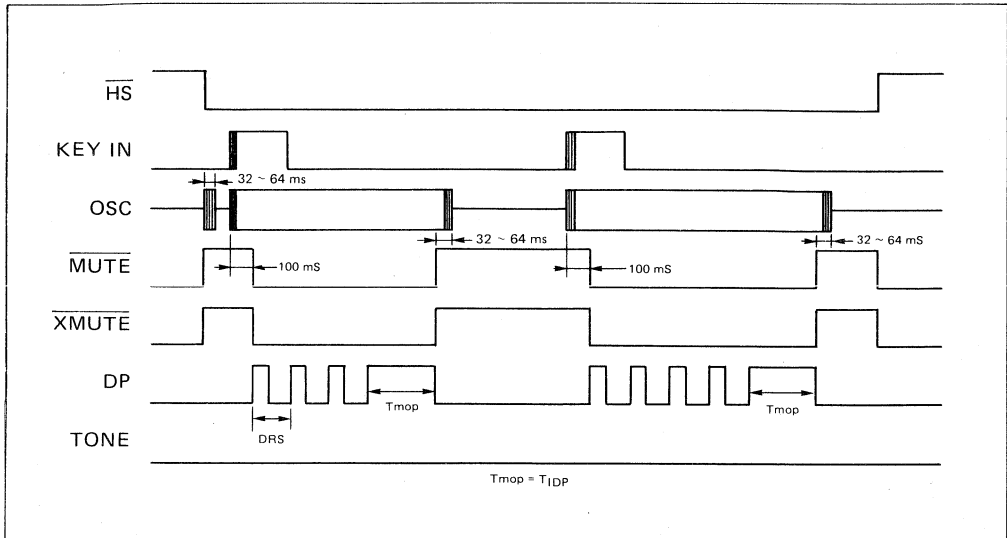 HS
KEY IN
32 ~ 64 ms
OSC
32 ~ 64 ms
32 ~ 64 mS
MUTE
100 mS
100 mS
XMUTE
DP
Tmop
Tmop
DRS
TONE
Tmop = TIDP